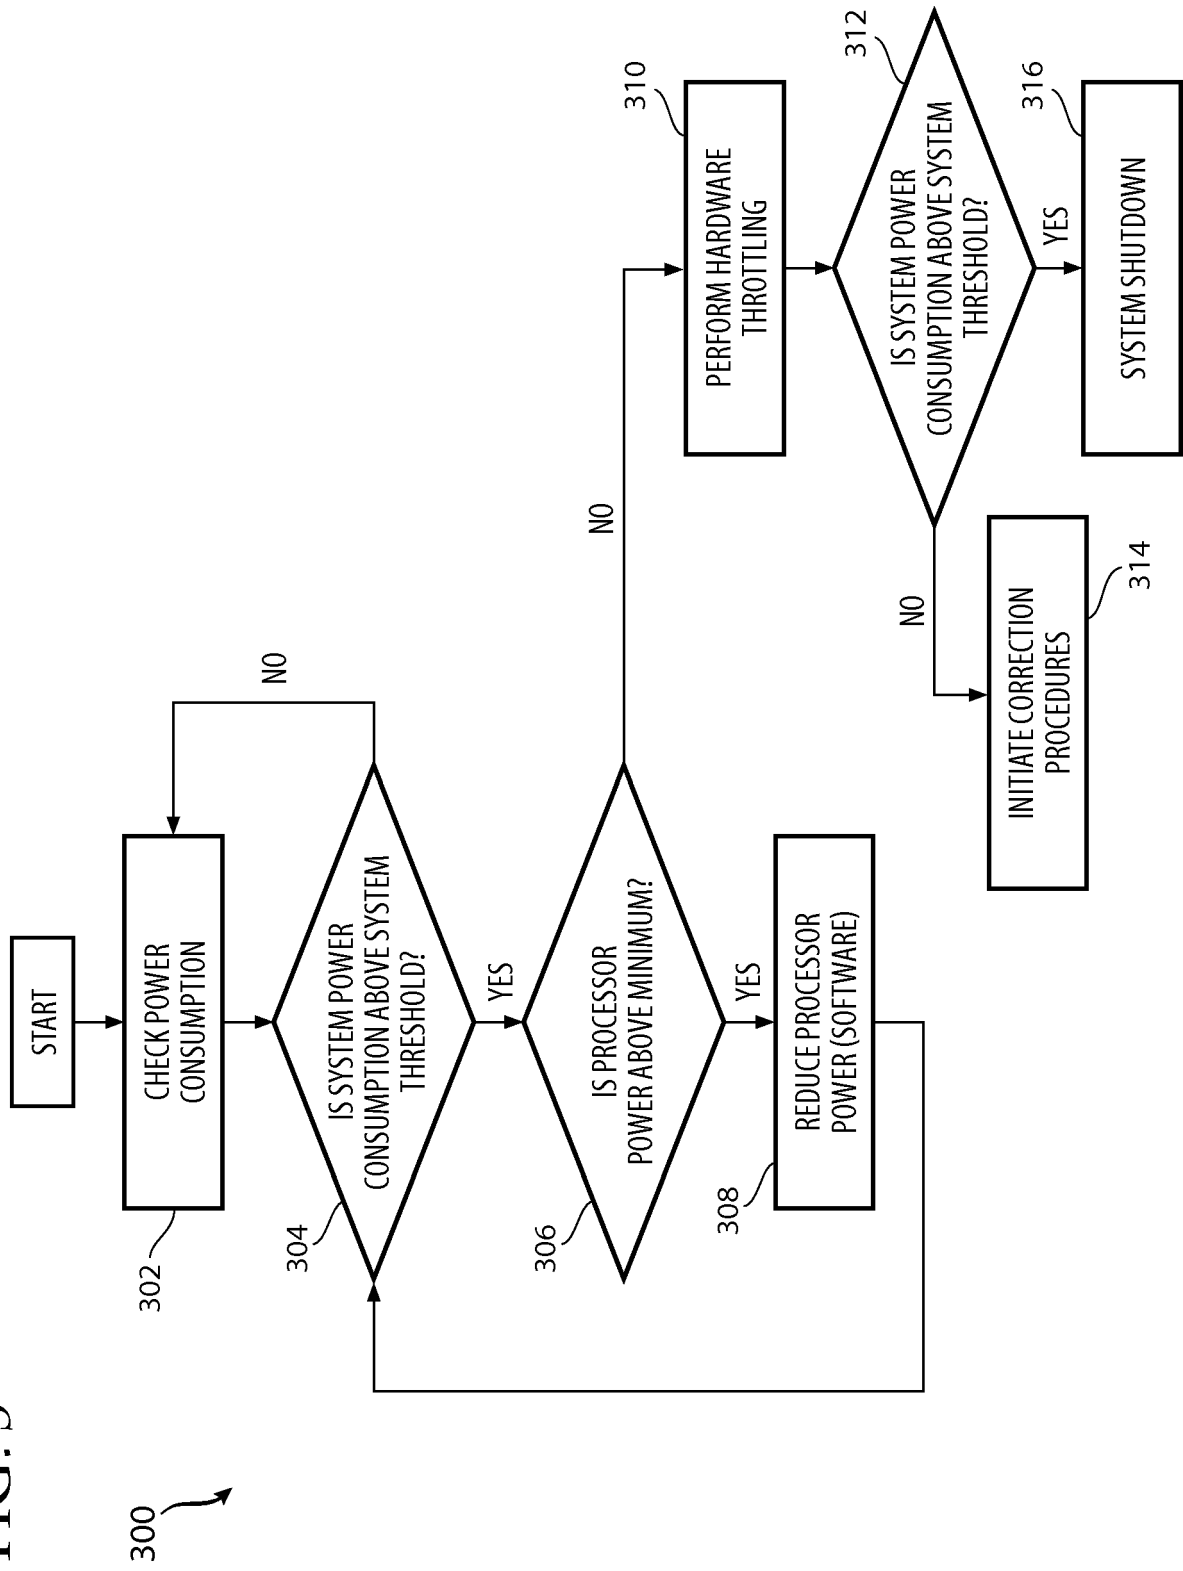 FIG. 3
300
START
CHECK POWER
CONSUMPTION
302
NO
IS SYSTEM POWER
CONSUMPTION ABOVE SYSTEM
THRESHOLD?
304
YES
IS PROCESSOR
POWER ABOVE MINIMUM?
306
NO
YES
REDUCE PROCESSOR
POWER (SOFTWARE)
308
PERFORM HARDWARE
THROTTLING
310
IS SYSTEM POWER
CONSUMPTION ABOVE SYSTEM
THRESHOLD?
312
NO
YES
INITIATE CORRECTION
PROCEDURES
314
SYSTEM SHUTDOWN
316